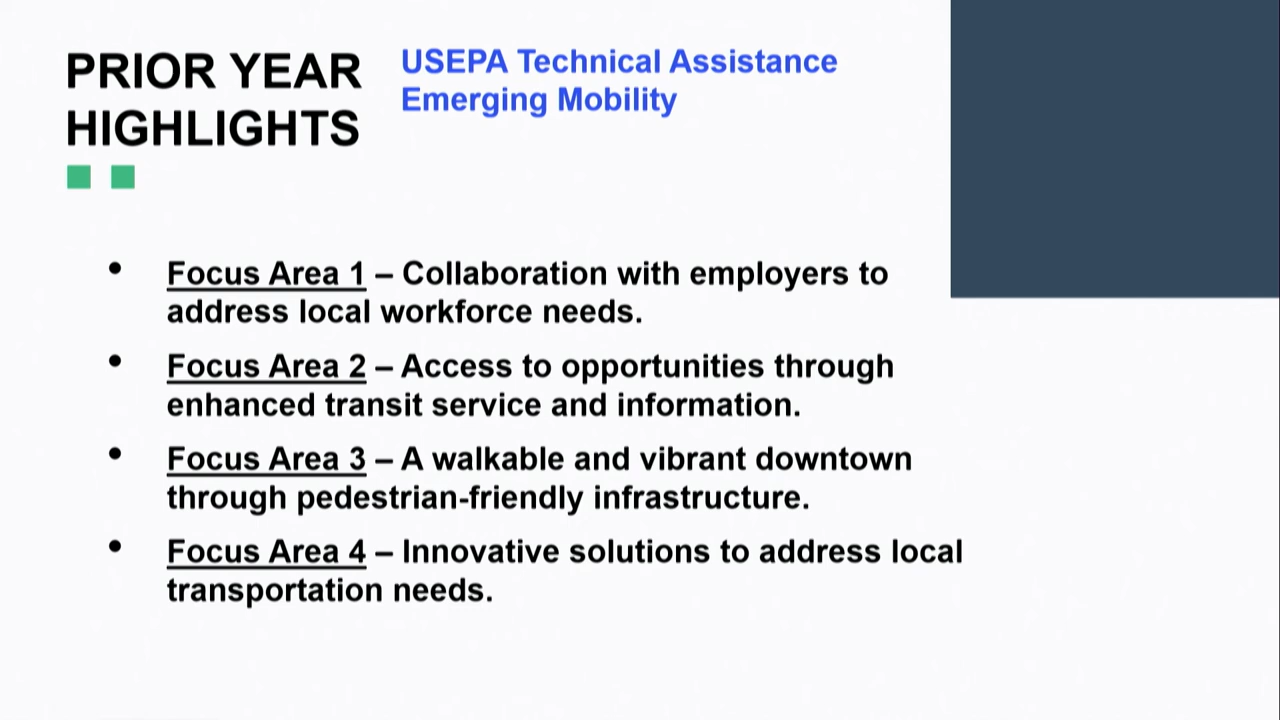 PRIOR YEAR
HIGHLIGHTS
USEPA Technical Assistance
Emerging Mobility
• Focus Area 1 – Collaboration with employers to
address local workforce needs.
• Focus Area 2 – Access to opportunities through
enhanced transit service and information.
• Focus Area 3 – A walkable and vibrant downtown
through pedestrian-friendly infrastructure.
• Focus Area 4 – Innovative solutions to address local
transportation needs.